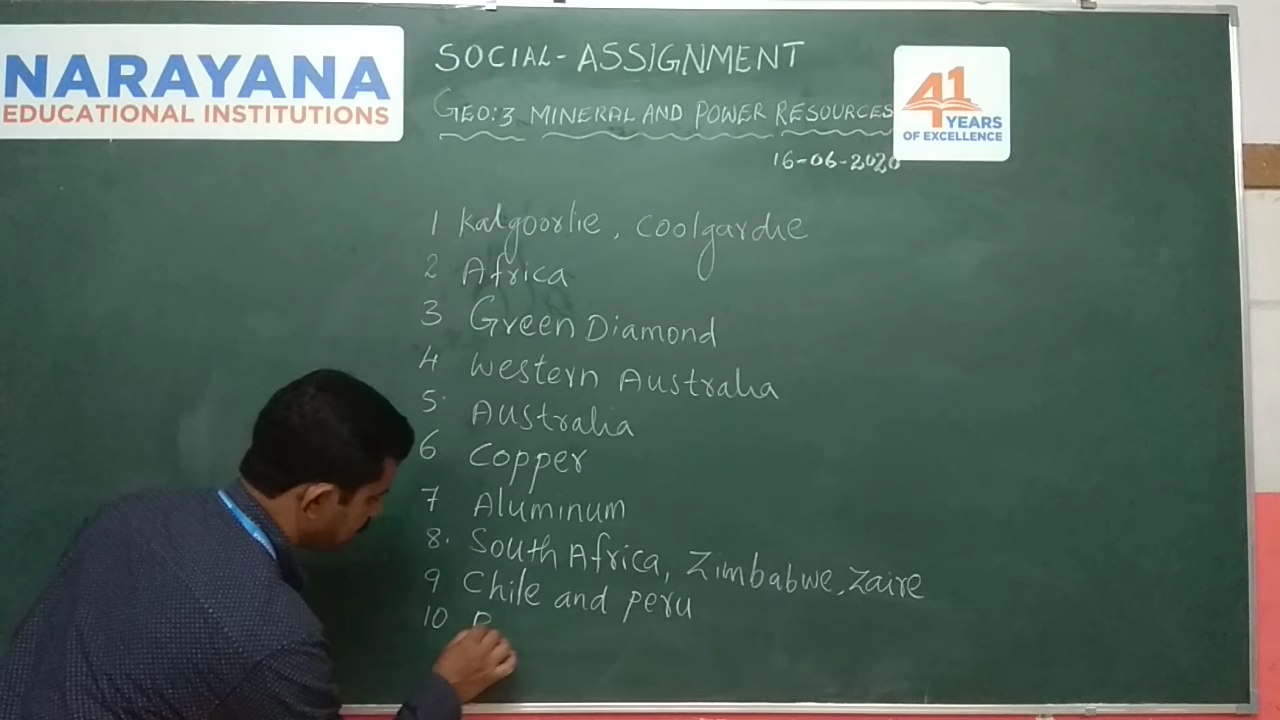 NARAYANA
EDUCATIONAL INSTITUTIONS
SOCIAL-ASSIGNMENT
GEO:3 MINERAL AND POWER RESOURCES
16-06-2020
41
YEARS
OF EXCELLENCE
1 Kalgoorlie, Coolgardie
2 Africa
3 Green Diamond
4 Western Australia
5. Australia
6 Copper
7 Aluminum
8. South Africa, Zimbabwe, Zaire
9 Chile and peru
10